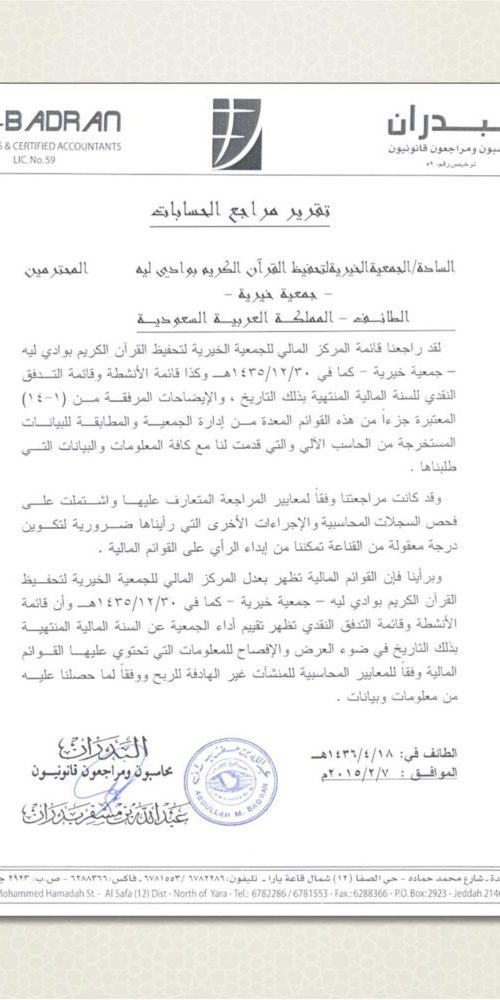 -BADRAN
ـبـدران
S & CERTIFIED ACCOUNTANTS
سبون ومراجعون قانونيون
LIC. No. 59
ترخيص رقم ٥٩
تقرير مراجع الحسابات
السادة/الجمعية الخيرية لتحفيظ القرآن الكريم بوادي ليه المحترمين
- جمعية خيرية -
الطائــف - المملكة العربية السعودية
لقد راجعنا قائمة المركز المالي للجمعية الخيرية لتحفيظ القرآن الكريم بوادي ليه
– جمعية خيرية – كما في ١٤٣٥/١٢/٣٠هـ وكذا قائمة الأنشطة وقائمة التدفق
النقدي للسنة المالية المنتهية بذلك التاريخ ، والإيضاحات المرفقة من (١-١٤)
المعتبرة جزءاً من هذه القوائم المعدة من إدارة الجمعية والمطابقة للبيانات
المستخرجة من الحاسب الآلي والتي قدمت لنا مع كافة المعلومات والبيانات التي
طلبناها .
وقد كانت مراجعتنا وفقاً لمعايير المراجعة المتعارف عليها واشتملت على
فحص السجلات المحاسبية والإجراءات الأخرى التي رأيناها ضرورية لتكوين
درجة معقولة من القناعة تمكننا من إبداء الرأي على القوائم المالية .
وبرأينا فإن القوائم المالية تظهر بعدل المركز المالي للجمعية الخيرية لتحفيظ
القرآن الكريم بوادي ليه – جمعية خيرية – كما في ١٤٣٥/١٢/٣٠هـ وأن قائمة
الأنشطة وقائمة التدفق النقدي تظهر تقييم أداء الجمعية عن السنة المالية المنتهية
بذلك التاريخ في ضوء العرض والإفصاح للمعلومات التي تحتوي عليها القوائم
المالية وفقاً للمعايير المحاسبية للمنشآت غير الهادفة للربح ووفقاً لما حصلنا عليه
من معلومات وبيانات .
الطائف في: ١٤٣٦/٤/١٨هـ
الموافق : ٢٠١٥/٢/٧م
البدران
محاسبون ومراجعون قانونيون
عبدالله بن مسفر بدران
ABDULLAH M. BADRAN
ـدة ـ شارع محمد حماده - حي الصفا (١٢) شمال قاعة يارا - تليفون: ٦٧٨٢٢٨٦ / ٦٧٨١٥٥٣ ـ فاكس: ٦٢٨٨٣٦٦ - ص.ب: ٢٩٢٣
Mohammed Hamadah St. - Al Safa (12) Dist - North of Yara - Tel.: 6782286 / 6781553 - Fax.: 6288366 - P.O. Box: 2923 - Jeddah 2146